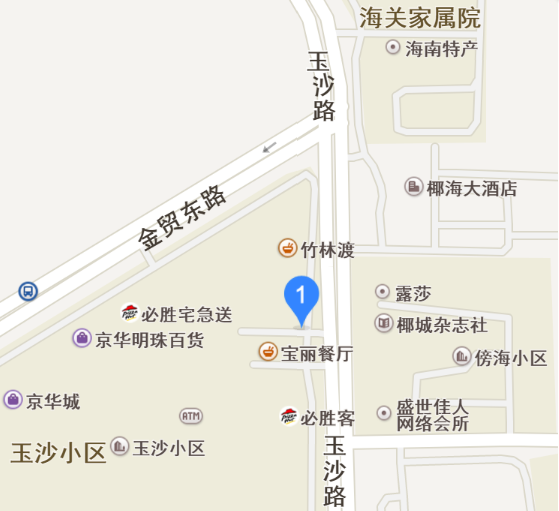 海关家属院
海南特产
玉沙路
金贸东路
椰海大酒店
竹林渡
1
露莎
必胜宅急送
椰城杂志社
京华明珠百货
宝丽餐厅
傍海小区
京华城
ATM
必胜客
盛世佳人
网络会所
玉沙小区
玉沙小区
玉沙路